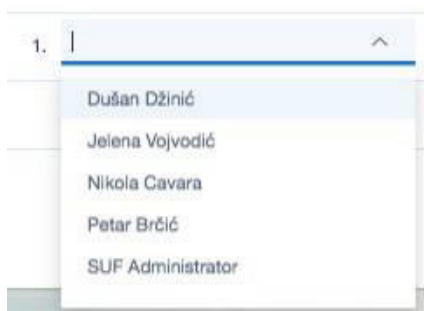 1.
Dušan Džinić
Jelena Vojvodić
Nikola Cavara
Petar Brčić
SUF Administrator